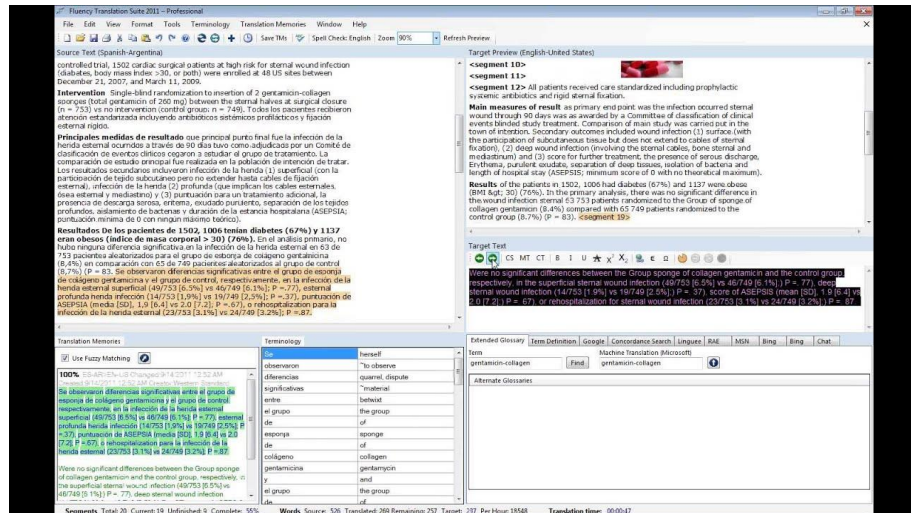 Fluency Translation Suite 2011 - Professional
File Edit View Format Tools Terminology Translation Memories Window Help
Save TMs Spell Check: English Zoom 90% Refresh Preview
Source Text (Spanish-Argentina)
controlled trial, 1502 cardiac surgical patients at high risk for sternal wound infection
(diabetes, body mass index >30, or both) were enrolled at 48 US sites between
December 21, 2007, and March 11, 2009.
Intervention Single-blind randomization to insertion of 2 gentamicin-collagen
sponges (total gentamicin of 260 mg) between the sternal halves at surgical closure
(n = 753) vs no intervention (control group: n = 749). Todos los pacientes recibieron
atención estandarizada incluyendo antibióticos sistémicos profilácticos y fijación
esternal rígido.
Principales medidas de resultado que principal punto final fue la infección de la
herida esternal ocurridos a través de 90 días tuvo como adjudicada por un Comité de
clasificación de eventos clínicos cegaron a estudiar el grupo de tratamiento. La
comparación de estudio principal fue realizada en la población de intención de tratar.
Los resultados secundarios incluyeron infección de la herida (1) superficial (con la
participación de tejido subcutáneo pero no extender hasta cables de fijación
esternal), infección de la herida (2) profunda (que implican los cables esternales,
ósea esternal y mediastino) y (3) puntuación para un tratamiento adicional, la
presencia de descarga serosa, eritema, exudado purulento, separación de los tejidos
profundos, aislamiento de bacterias y duración de la estancia hospitalaria (ASEPSIA;
puntuación mínima de 0 con ningún máximo teórico).
Resultados De los pacientes de 1502, 1006 tenían diabetes (67%) y 1137
eran obesos (índice de masa corporal > 30) (76%). En el análisis primario, no
hubo ninguna diferencia significativa en la infección de la herida esternal en 63 de
753 pacientes aleatorizados para el grupo de esponja de colágeno gentamicina
(8,4%) en comparación con 65 de 749 pacientes aleatorizados al grupo de control
(8,7%) (P = 83. Se observaron diferencias significativas entre el grupo de esponja
de colágeno gentamicina y el grupo de control, respectivamente, en la infección de la
herida esternal superficial (49/753 [6.5%] vs 46/749 [6.1%]; P =.77), esternal
profunda herida infección (14/753 [1,9%] vs 19/749 [2,5%]; P =.37), puntuación de
ASEPSIA (media [SD], 1,9 [6.4] vs 2.0 [7.2]; P =.67), o rehospitalización para la
infección de la herida esternal (23/753 [3.1%] vs 24/749 [3.2%]; P =.87.
Target Preview (English-United States)
<segment 10>
<segment 11>
<segment 12> All patients received care standardized including prophylactic
systemic antibiotics and rigid sternal fixation.
Main measures of result as primary end point was the infection occurred sternal
wound through 90 days was as awarded by a Committee of classification of clinical
events blinded study treatment. Comparison of main study was carried put in the
town of intention. Secondary outcomes included wound infection (1) surface.(with
the participation of subcutaneous tissue but does not extend to cables of sternal
fixation), (2) deep wound infection (involving the sternal cables, bone sternal and
mediastinum) and (3) score for further treatment, the presence of serous discharge,
Erythema, purulent exudate, separation of deep tissues, isolation of bacteria and
length of hospital stay (ASEPSIS; minimum score of 0 with no theoretical maximum).
Results Of the patients in 1502, 1006 had diabetes (67%) and 1137 were obese
(BMI &gt; 30) (76%). In the primary analysis, there was no significant difference in
the wound infection sternal 63 753 patients randomized to the Group of sponge of
collagen gentamicin (8.4%) compared with 65 749 patients randomized to the
control group (8.7%) (P = 83). <segment 19>
Target Text
CS MT CT B I U
Were no significant differences between the Group sponge of collagen gentamicin and the control group,
respectively, in the superficial sternal wound infection (49/753 [6.5%] vs 46/749 [6.1%];) P = .77), deep
sternal wound infection (14/753 [1.9%] vs 19/749 [2.5%];) P = .37), score of ASEPSIS (mean [SD], 1.9 [6.4] vs
2.0 [7.2];) P = .67), or rehospitalization for sternal wound infection (23/753 [3.1%] vs 24/749 [3.2%];) P = .87
Translation Memories
Use Fuzzy Matching
100%
Se observaron diferencias significativas entre el grupo de
esponja de colágeno gentamicina y el grupo de control,
respectivamente, en la infección de la herida esternal
superficial (49/753 [6.5%] vs 46/749 [6.1%]; P =.77), esternal
profunda herida infección (14/753 [1,9%] vs 19/749 [2,5%]; P
=.37), puntuación de ASEPSIA (media [SD], 1,9 [6.4] vs 2.0
[7.2]; P =.67), o rehospitalización para la infección de la
herida esternal (23/753 [3.1%] vs 24/749 [3.2%]; P =.87.
Were no significant differences between the Group sponge
of collagen gentamicin and the control group, respectively, in
the superficial sternal wound infection (49/753 [6.5%] vs
46/749 [6.1%];) P = .77), deep sternal wound infection
Terminology
Se herself
observaron ~to observe
diferencias quarrel, dispute
significativas ~material
entre betwixt
el grupo the group
de of
esponja sponge
de of
colágeno collagen
gentamicina gentamycin
y and
el grupo the group
de of
Extended Glossary Term Definition Google Concordance Search Linguee RAE MSN Bing Bing Chat
Term Machine Translation (Microsoft)
gentamicin-collagen Find gentamicin-collagen
Alternate Glossaries
Segments Total: 20 Current: 19 Unfinished: 9 Complete: 55% Words Source: 526 Translated: 269 Remaining: 257 Target: 297 Per Hour: 18548 Translation time: 00:00:47